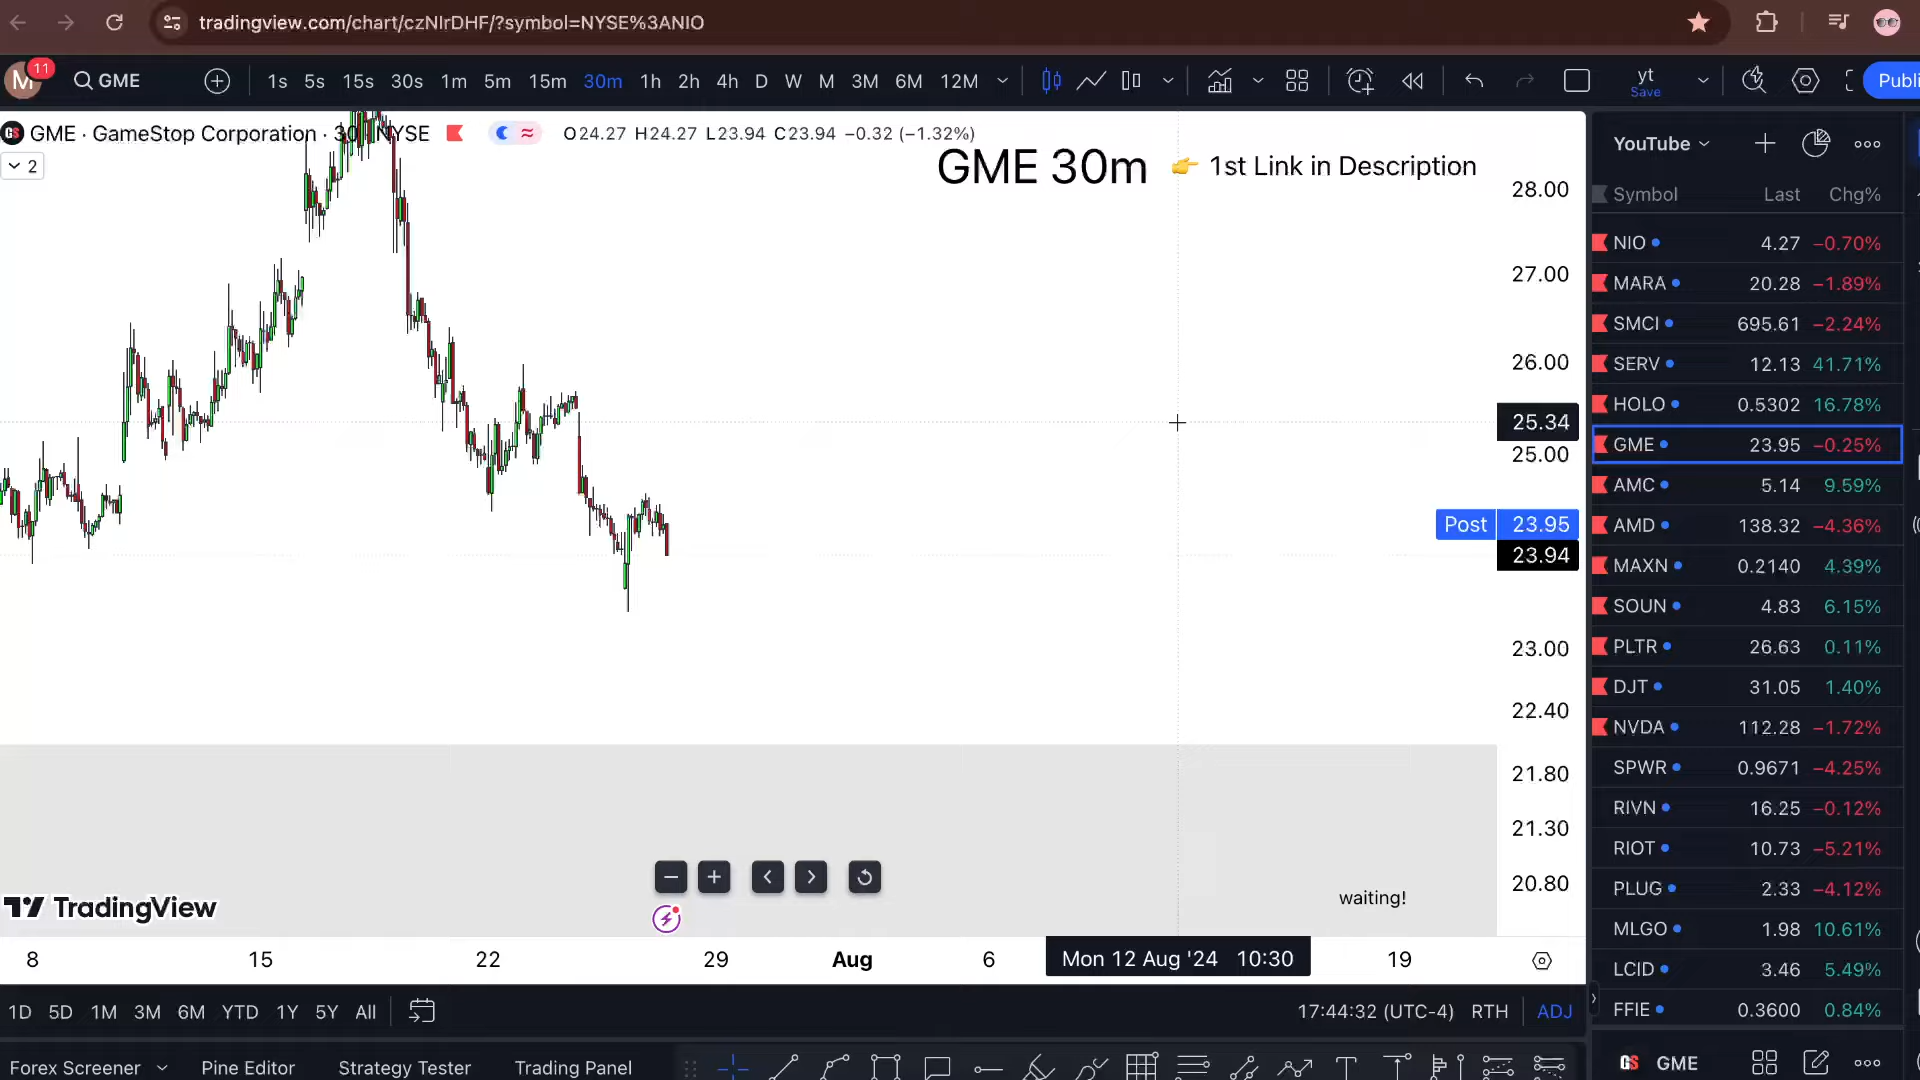 tradingview.com/chart/czNIrDHF/?symbol=NYSE%3ANIO
M 11 GME 1s 5s 15s 30s 1m 5m 15m 30m 1h 2h 4h D W M 3M 6M 12M yt Save Publi
GME · GameStop Corporation · 30 · NYSE O24.27 H24.27 L23.94 C23.94 −0.32 (−1.32%)
2
GME 30m 👉 1st Link in Description
28.00
27.00
26.00
25.34
25.00
Post 23.95
23.94
23.00
22.40
21.80
21.30
20.80
waiting!
TradingView
8 15 22 29 Aug 6 Mon 12 Aug '24 10:30 19
1D 5D 1M 3M 6M YTD 1Y 5Y All 17:44:32 (UTC-4) RTH ADJ
Forex Screener Pine Editor Strategy Tester Trading Panel
YouTube
Symbol Last Chg%
NIO 4.27 −0.70%
MARA 20.28 −1.89%
SMCI 695.61 −2.24%
SERV 12.13 41.71%
HOLO 0.5302 16.78%
GME 23.95 −0.25%
AMC 5.14 9.59%
AMD 138.32 −4.36%
MAXN 0.2140 4.39%
SOUN 4.83 6.15%
PLTR 26.63 0.11%
DJT 31.05 1.40%
NVDA 112.28 −1.72%
SPWR 0.9671 −4.25%
RIVN 16.25 −0.12%
RIOT 10.73 −5.21%
PLUG 2.33 −4.12%
MLGO 1.98 10.61%
LCID 3.46 5.49%
FFIE 0.3600 0.84%
GME